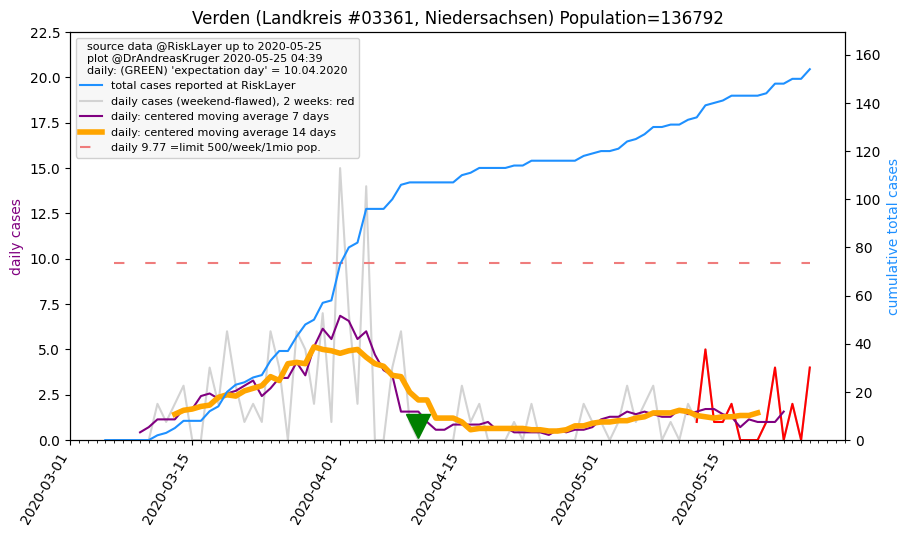 Verden (Landkreis #03361, Niedersachsen) Population=136792
source data @RiskLayer up to 2020-05-25
plot @DrAndreasKruger 2020-05-25 04:39
daily: (GREEN) 'expectation day' = 10.04.2020
total cases reported at RiskLayer
daily cases (weekend-flawed), 2 weeks: red
daily: centered moving average 7 days
daily: centered moving average 14 days
daily 9.77 =limit 500/week/1mio pop.
daily cases
22.5
20.0
17.5
15.0
12.5
10.0
7.5
5.0
2.5
0.0
160
140
120
100
80
60
40
20
0
cumulative total cases
2020-03-01
2020-03-15
2020-04-01
2020-04-15
2020-05-01
2020-05-15